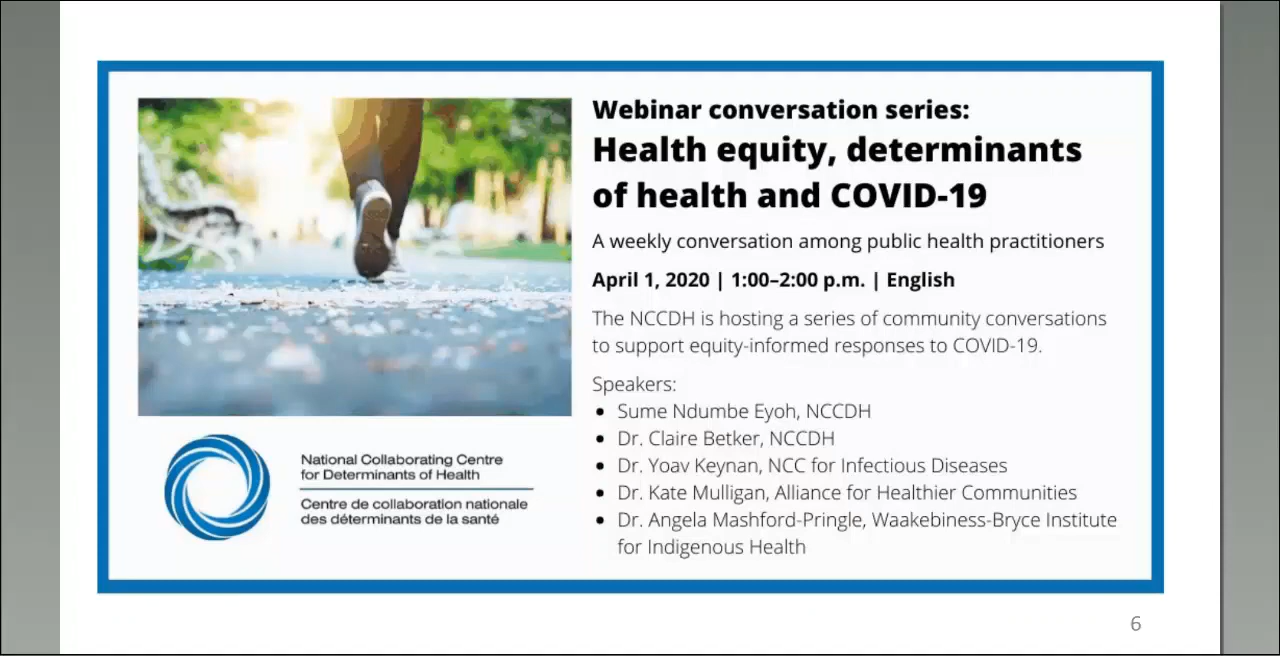 Webinar conversation series:
Health equity, determinants
of health and COVID-19
A weekly conversation among public health practitioners
April 1, 2020 | 1:00–2:00 p.m. | English
The NCCDH is hosting a series of community conversations
to support equity-informed responses to COVID-19.
Speakers:
• Sume Ndumbe Eyoh, NCCDH
• Dr. Claire Betker, NCCDH
• Dr. Yoav Keynan, NCC for Infectious Diseases
• Dr. Kate Mulligan, Alliance for Healthier Communities
• Dr. Angela Mashford-Pringle, Waakebiness-Bryce Institute
for Indigenous Health
National Collaborating Centre
for Determinants of Health
Centre de collaboration nationale
des déterminants de la santé
6